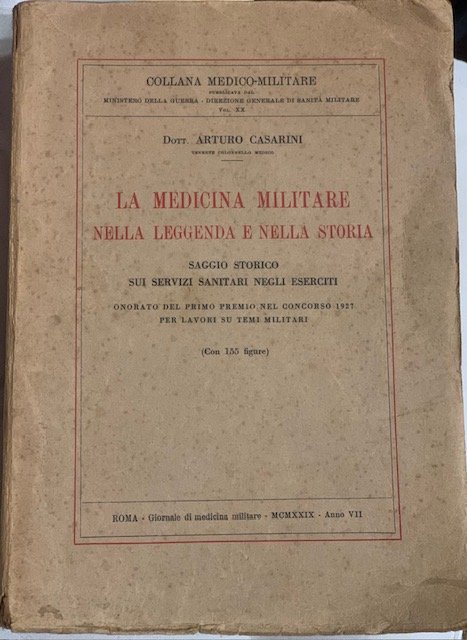 COLLANA MEDICO-MILITARE
PUBBLICATA DAL
MINISTERO DELLA GUERRA - DIREZIONE GENERALE DI SANITÀ MILITARE
VOL. XX
DOTT. ARTURO CASARINI
TENENTE COLONNELLO MEDICO
LA MEDICINA MILITARE
NELLA LEGGENDA E NELLA STORIA
SAGGIO STORICO
SUI SERVIZI SANITARI NEGLI ESERCITI
ONORATO DEL PRIMO PREMIO NEL CONCORSO 1927
PER LAVORI SU TEMI MILITARI
(Con 155 figure)
ROMA - Giornale di medicina militare - MCMXXIX - Anno VII